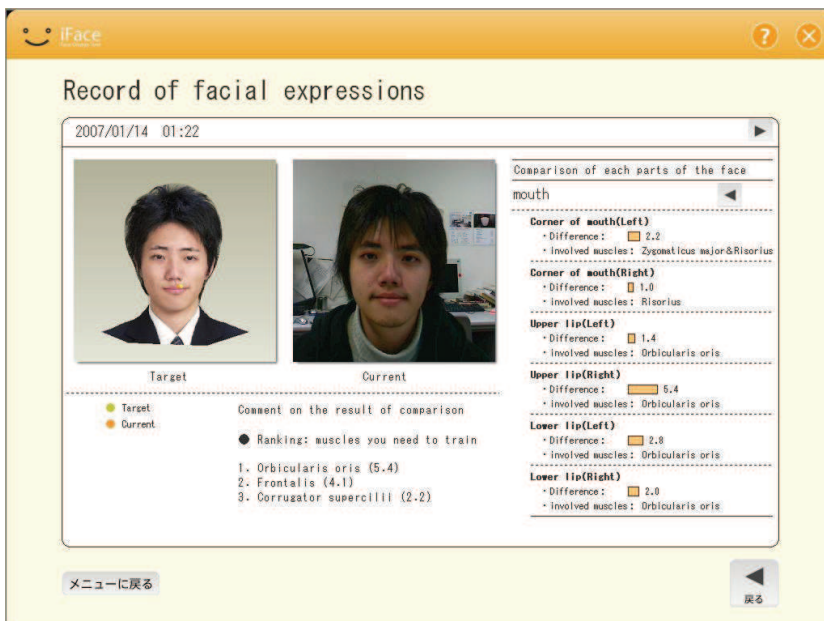 iFace
Record of facial expressions
2007/01/14 01:22
Target
Current
Target
Current
Comment on the result of comparison
Ranking: muscles you need to train
1. Orbicularis oris (5.4)
2. Frontalis (4.1)
3. Corrugator supercilii (2.2)
Comparison of each parts of the face
mouth
Corner of mouth(Left)
・Difference: 2.2
・involved muscles: Zygomaticus major&Risorius
Corner of mouth(Right)
・Difference: 1.0
・involved muscles: Risorius
Upper lip(Left)
・Difference: 1.4
・involved muscles: Orbicularis oris
Upper lip(Right)
・Difference: 5.4
・involved muscles: Orbicularis oris
Lower lip(Left)
・Difference: 2.8
・involved muscles: Orbicularis oris
Lower lip(Right)
・Difference: 2.0
・involved muscles: Orbicularis oris
メニューに戻る
戻る